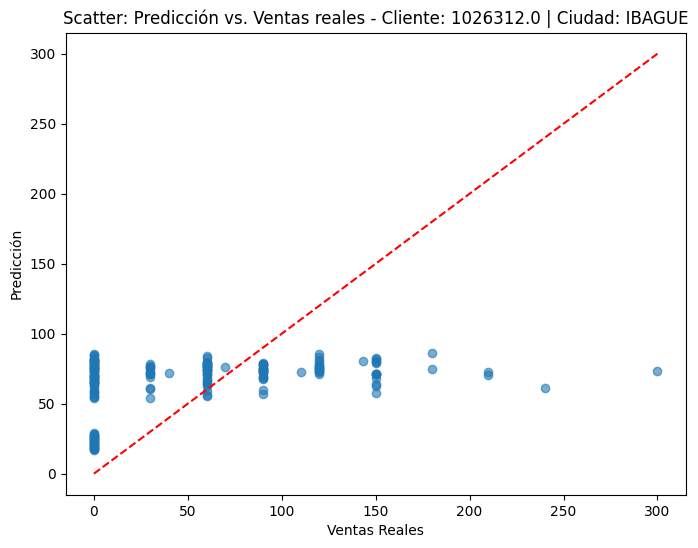 Scatter: Predicción vs. Ventas reales - Cliente: 1026312.0 | Ciudad: IBAGUE
300
250
200
150
100
50
0
Predicción
0 50 100 150 200 250 300
Ventas Reales